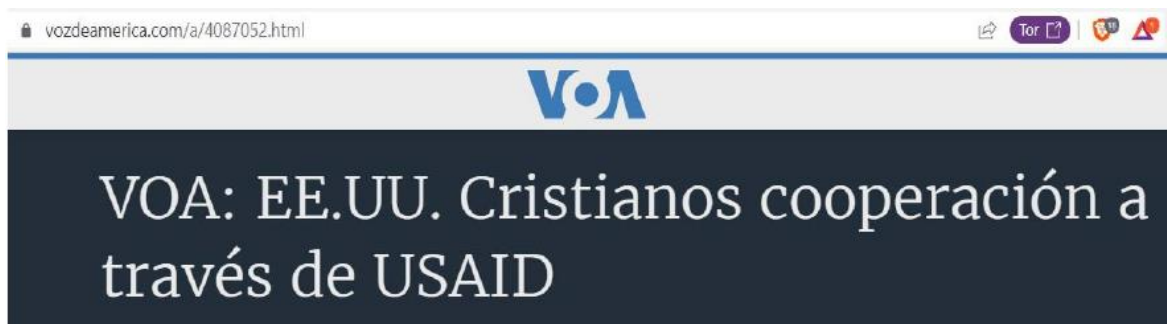 vozdeamerica.com/a/4087052.html Tor
VOA
VOA: EE.UU. Cristianos cooperación a
través de USAID